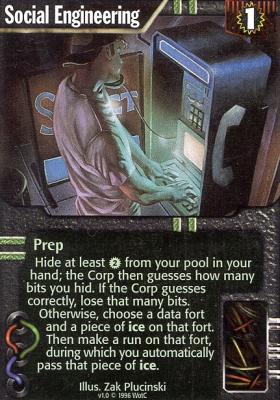 Social Engineering
1
Prep
Hide at least 2 from your pool in your
hand; the Corp then guesses how many
bits you hid. If the Corp guesses
correctly, lose that many bits.
Otherwise, choose a data fort
and a piece of ice on that fort.
Then make a run on that fort,
during which you automatically
pass that piece of ice.
Illus. Zak Plucinski
v1.0 © 1996 WotC